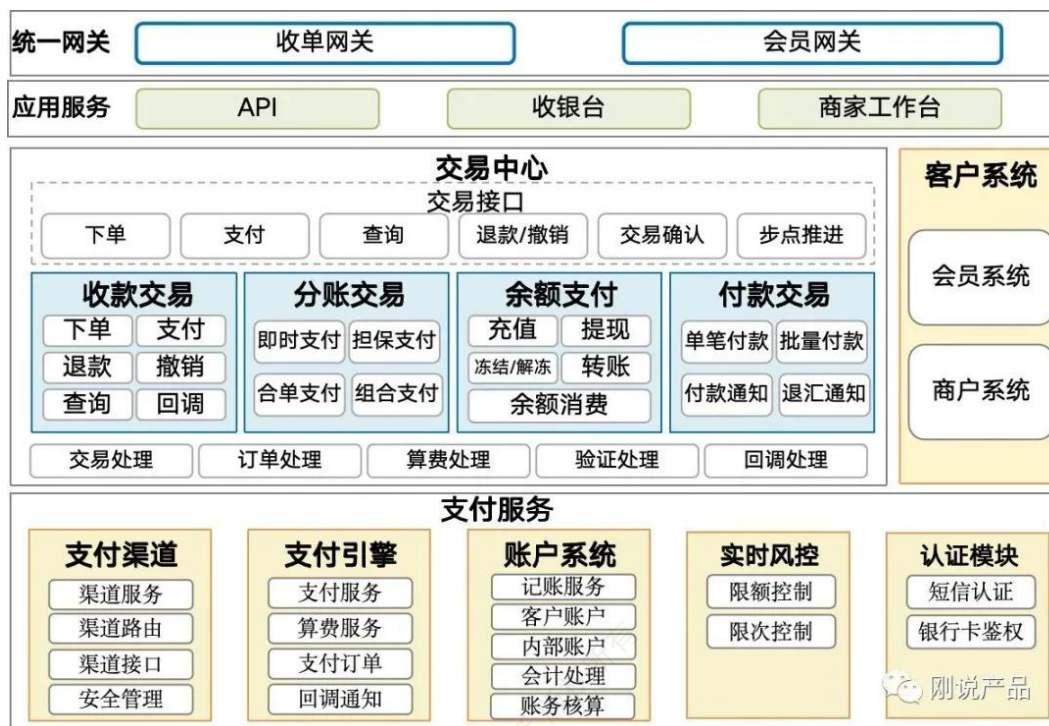 统一网关 收单网关 会员网关
应用服务 API 收银台 商家工作台
交易中心
交易接口
下单 支付 查询 退款/撤销 交易确认 步点推进
收款交易 分账交易 余额支付 付款交易
下单 支付
退款 撤销
查询 回调
即时支付 担保支付
合单支付 组合支付
充值 提现
冻结/解冻 转账
余额消费
单笔付款 批量付款
付款通知 退汇通知
交易处理 订单处理 算费处理 验证处理 回调处理
客户系统
会员系统
商户系统
支付服务
支付渠道
渠道服务
渠道路由
渠道接口
安全管理
支付引擎
支付服务
算费服务
支付订单
回调通知
账户系统
记账服务
客户账户
内部账户
会计处理
账务核算
实时风控
限额控制
限次控制
认证模块
短信认证
银行卡鉴权
刚说产品